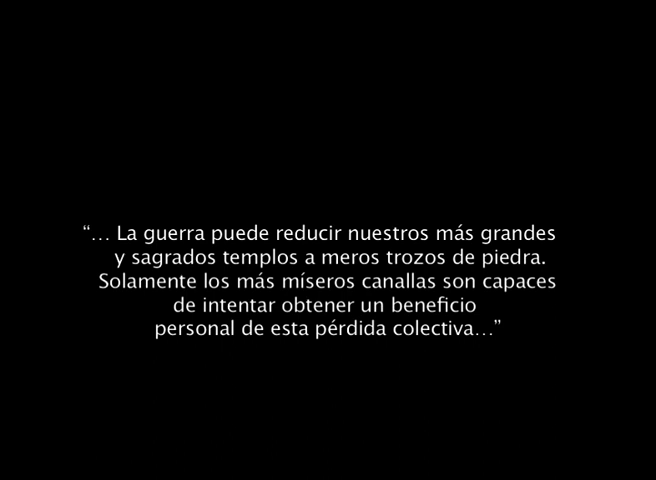 “… La guerra puede reducir nuestros más grandes
y sagrados templos a meros trozos de piedra.
Solamente los más míseros canallas son capaces
de intentar obtener un beneficio
personal de esta pérdida colectiva…”